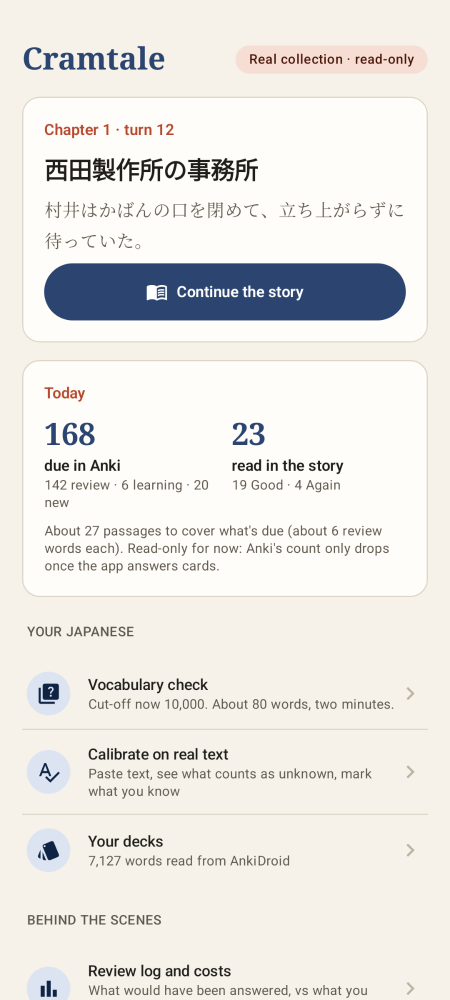 Cramtale
Real collection · read-only
Chapter 1 · turn 12
西田製作所の事務所
村井はかばんの口を閉めて、立ち上がらずに
待っていた。
Continue the story
Today
168
due in Anki
142 review · 6 learning · 20
new
23
read in the story
19 Good · 4 Again
About 27 passages to cover what's due (about 6 review
words each). Read-only for now: Anki's count only drops
once the app answers cards.
YOUR JAPANESE
Vocabulary check
Cut-off now 10,000. About 80 words, two minutes.
Calibrate on real text
Paste text, see what counts as unknown, mark
what you know
Your decks
7,127 words read from AnkiDroid
BEHIND THE SCENES
Review log and costs
What would have been answered, vs what you